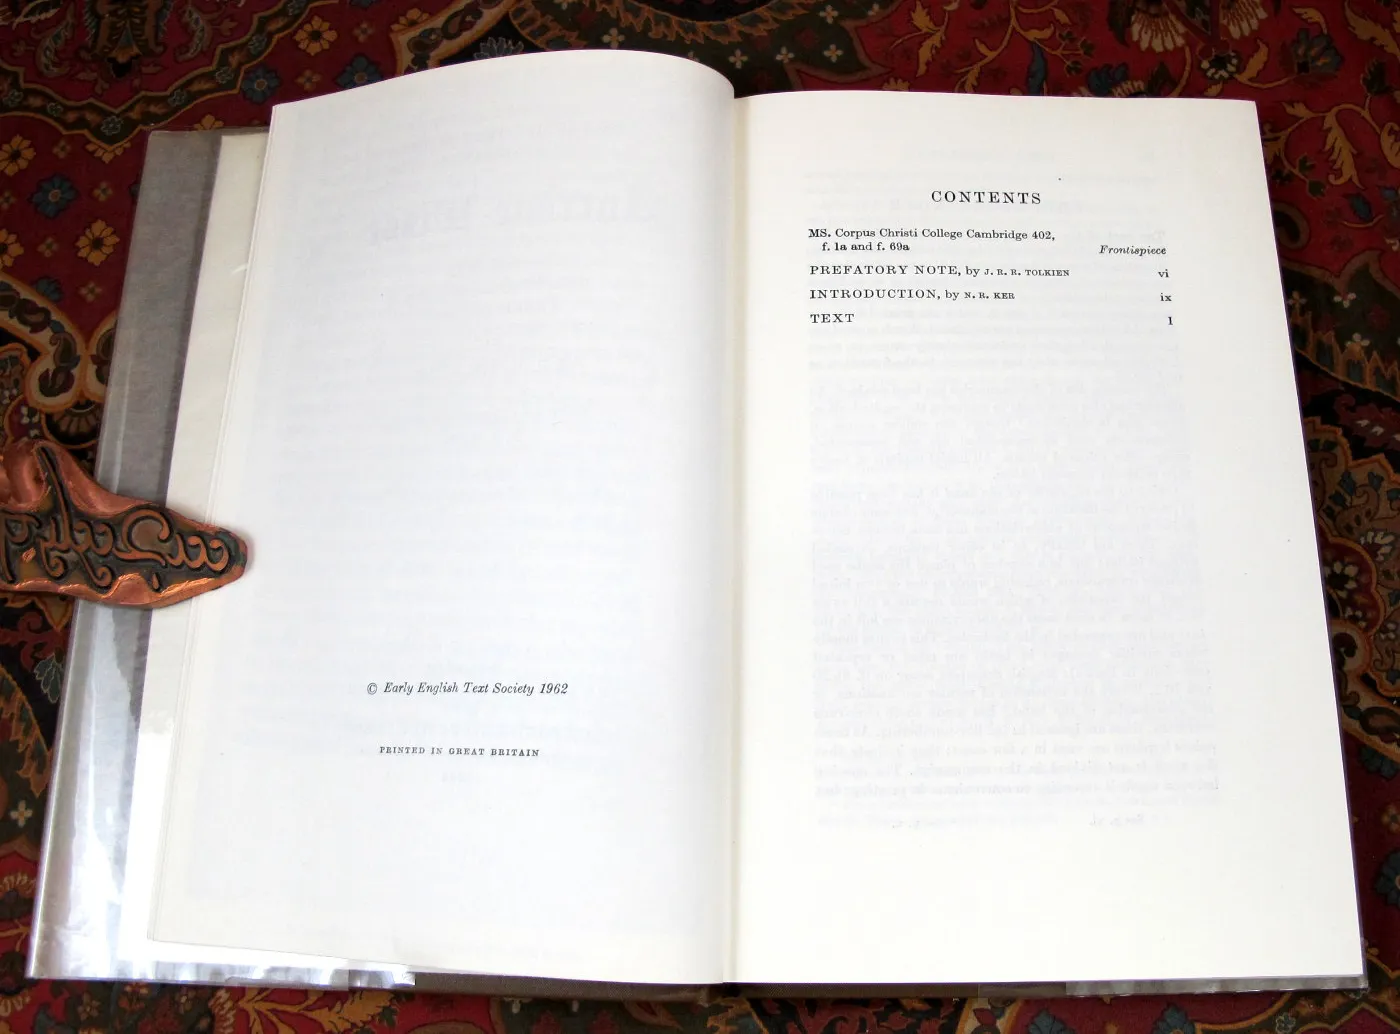 © Early English Text Society 1962
PRINTED IN GREAT BRITAIN
CONTENTS
MS. Corpus Christi College Cambridge 402,
f. 1a and f. 69a Frontispiece
PREFATORY NOTE, by J. R. R. TOLKIEN vi
INTRODUCTION, by N. R. KER ix
TEXT 1